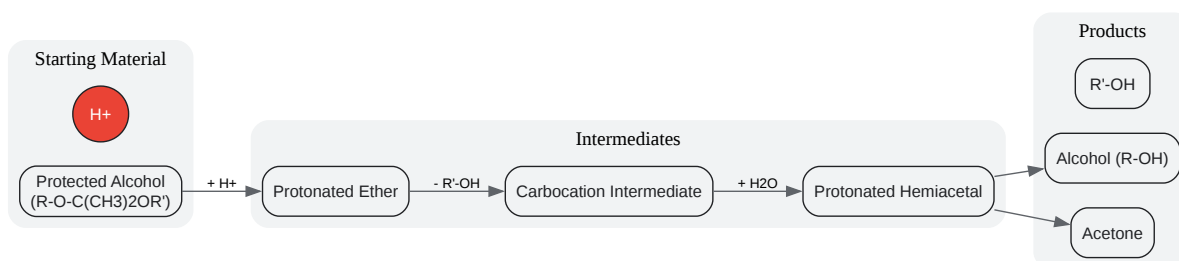 Starting Material
H+
Protected Alcohol
(R-O-C(CH3)2OR')
+ H+
Intermediates
Protonated Ether
- R'-OH
Carbocation Intermediate
+ H2O
Protonated Hemiacetal
Products
R'-OH
Alcohol (R-OH)
Acetone